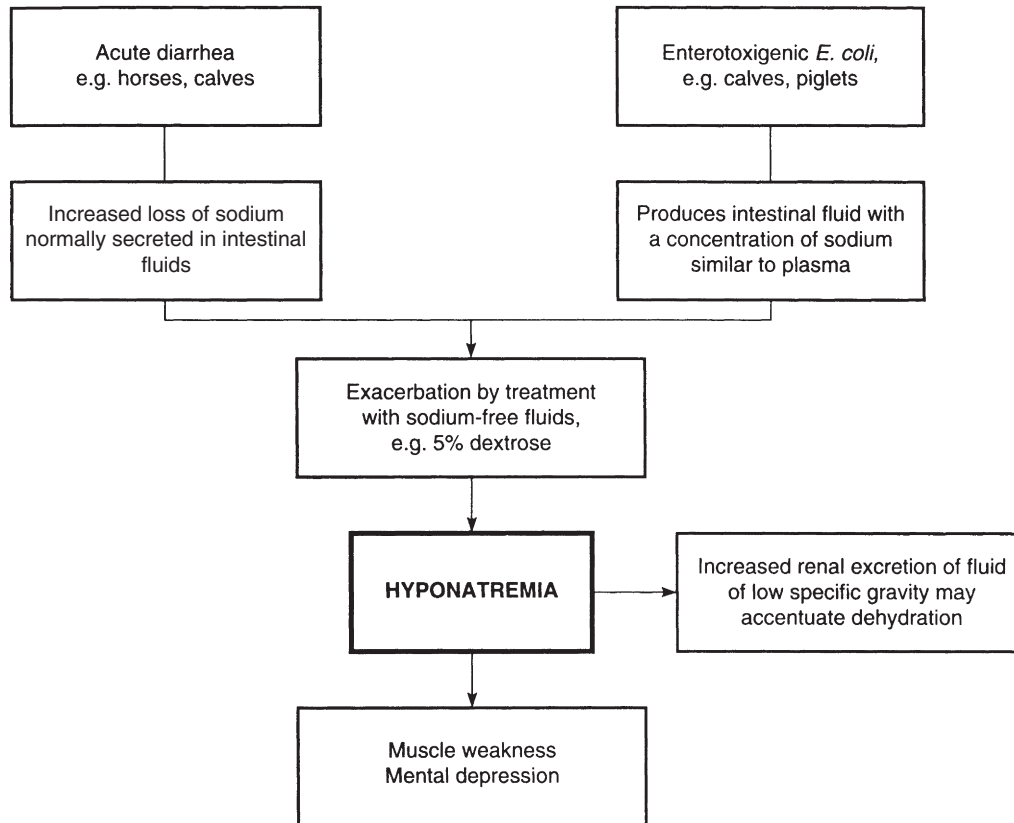 Acute diarrhea
e.g. horses, calves
Enterotoxigenic E. coli,
e.g. calves, piglets
Increased loss of sodium
normally secreted in intestinal
fluids
Produces intestinal fluid with
a concentration of sodium
similar to plasma
Exacerbation by treatment
with sodium-free fluids,
e.g. 5% dextrose
HYPONATREMIA
Increased renal excretion of fluid
of low specific gravity may
accentuate dehydration
Muscle weakness
Mental depression